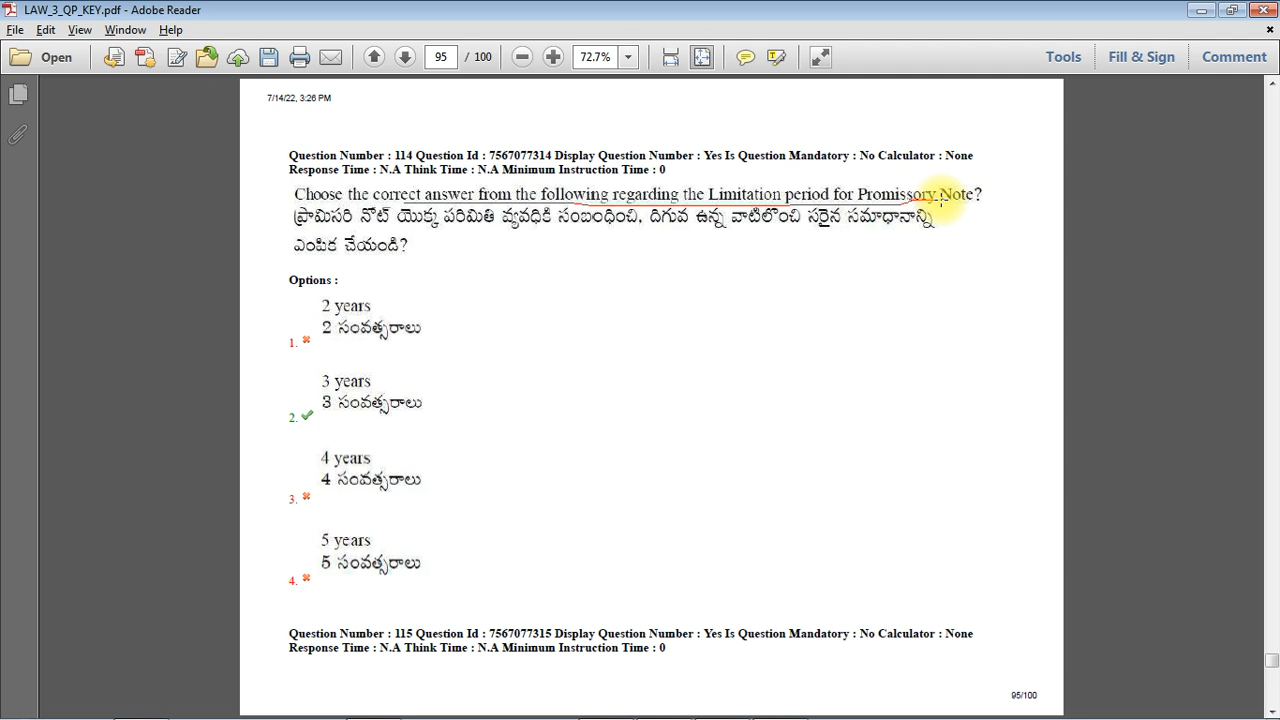 LAW_3_QP_KEY.pdf - Adobe Reader
File Edit View Window Help
Open 95 / 100 72.7% Tools Fill & Sign Comment
7/14/22, 3:26 PM
Question Number : 114 Question Id : 7567077314 Display Question Number : Yes Is Question Mandatory : No Calculator : None
Response Time : N.A Think Time : N.A Minimum Instruction Time : 0
Choose the correct answer from the following regarding the Limitation period for Promissory Note?
ప్రామిసరి నోట్ యొక్క పరిమితి వ్యవధికి సంబంధించి, దిగువ ఉన్న వాటిలోంచి సరైన సమాధానాన్ని
ఎంపిక చేయండి?
Options :
2 years
2 సంవత్సరాలు
1.
3 years
3 సంవత్సరాలు
2.
4 years
4 సంవత్సరాలు
3.
5 years
5 సంవత్సరాలు
4.
Question Number : 115 Question Id : 7567077315 Display Question Number : Yes Is Question Mandatory : No Calculator : None
Response Time : N.A Think Time : N.A Minimum Instruction Time : 0
95/100